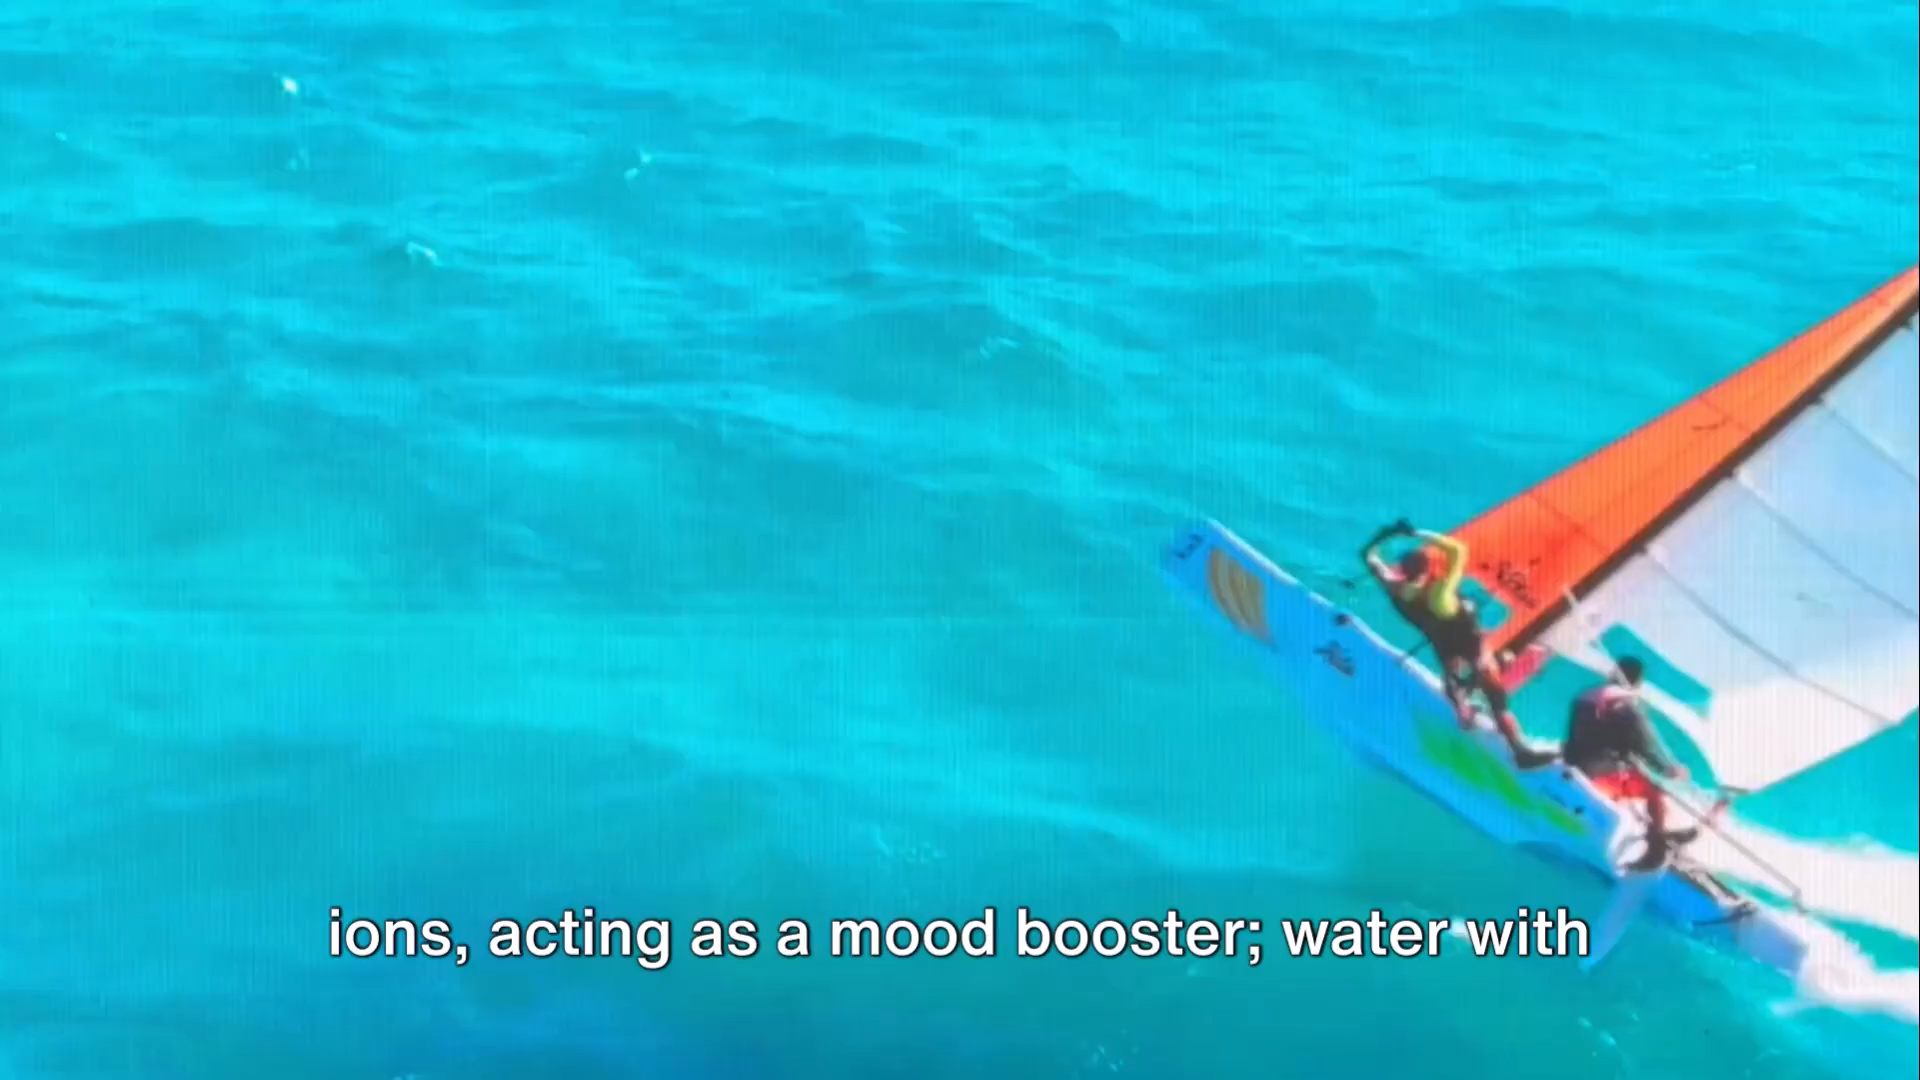 ions, acting as a mood booster; water with